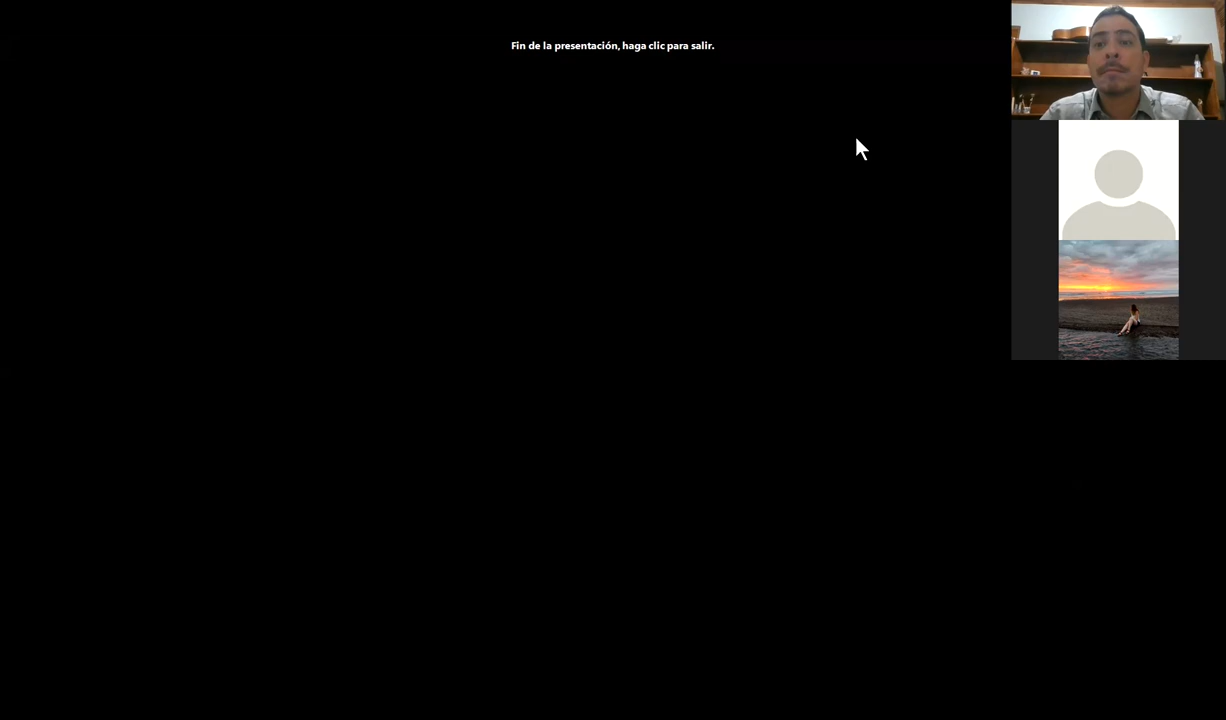 Fin de la presentación, haga clic para salir.